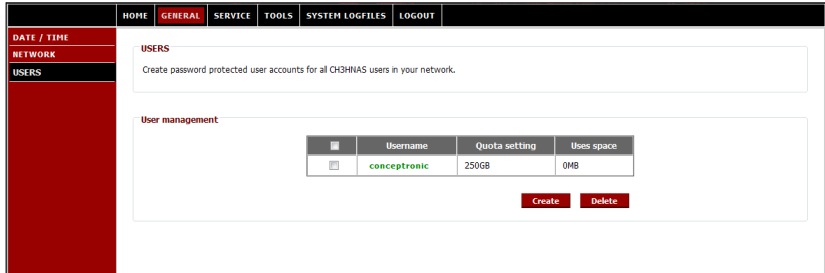 HOME GENERAL SERVICE TOOLS SYSTEM LOGFILES LOGOUT
DATE / TIME
NETWORK
USERS
USERS
Create password protected user accounts for all CH3HNAS users in your network.
User management
Username Quota setting Uses space
conceptronic 250GB 0MB
Create Delete